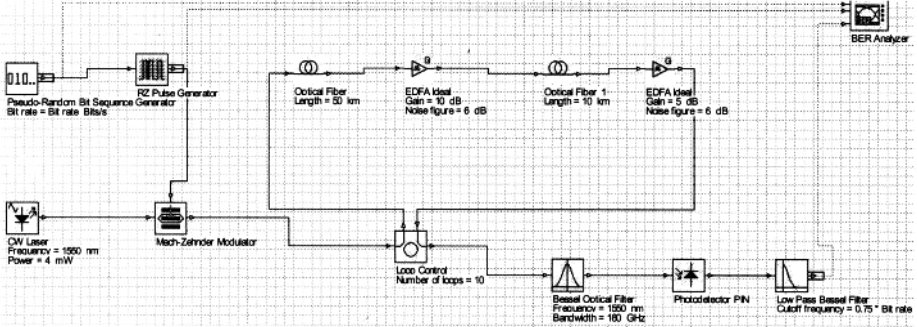 BER Analyzer
010..
RZ Pulse Generator
Pseudo-Random Bit Sequence Generator
Bit rate = Bit rate Bits/s
G
G
Optical Fiber
Length = 50 km
EDFA Ideal
Gain = 10 dB
Noise figure = 6 dB
Optical Fiber 1
Length = 10 km
EDFA Ideal
Gain = 5 dB
Noise figure = 6 dB
CW Laser
Frequency = 1550 nm
Power = 4 mW
Mach-Zehnder Modulator
Loop Control
Number of loops = 10
Bessel Optical Filter
Frequency = 1550 nm
Bandwidth = 160 GHz
Photodetector PIN
Low Pass Bessel Filter
Cutoff frequency = 0.75 * Bit rate